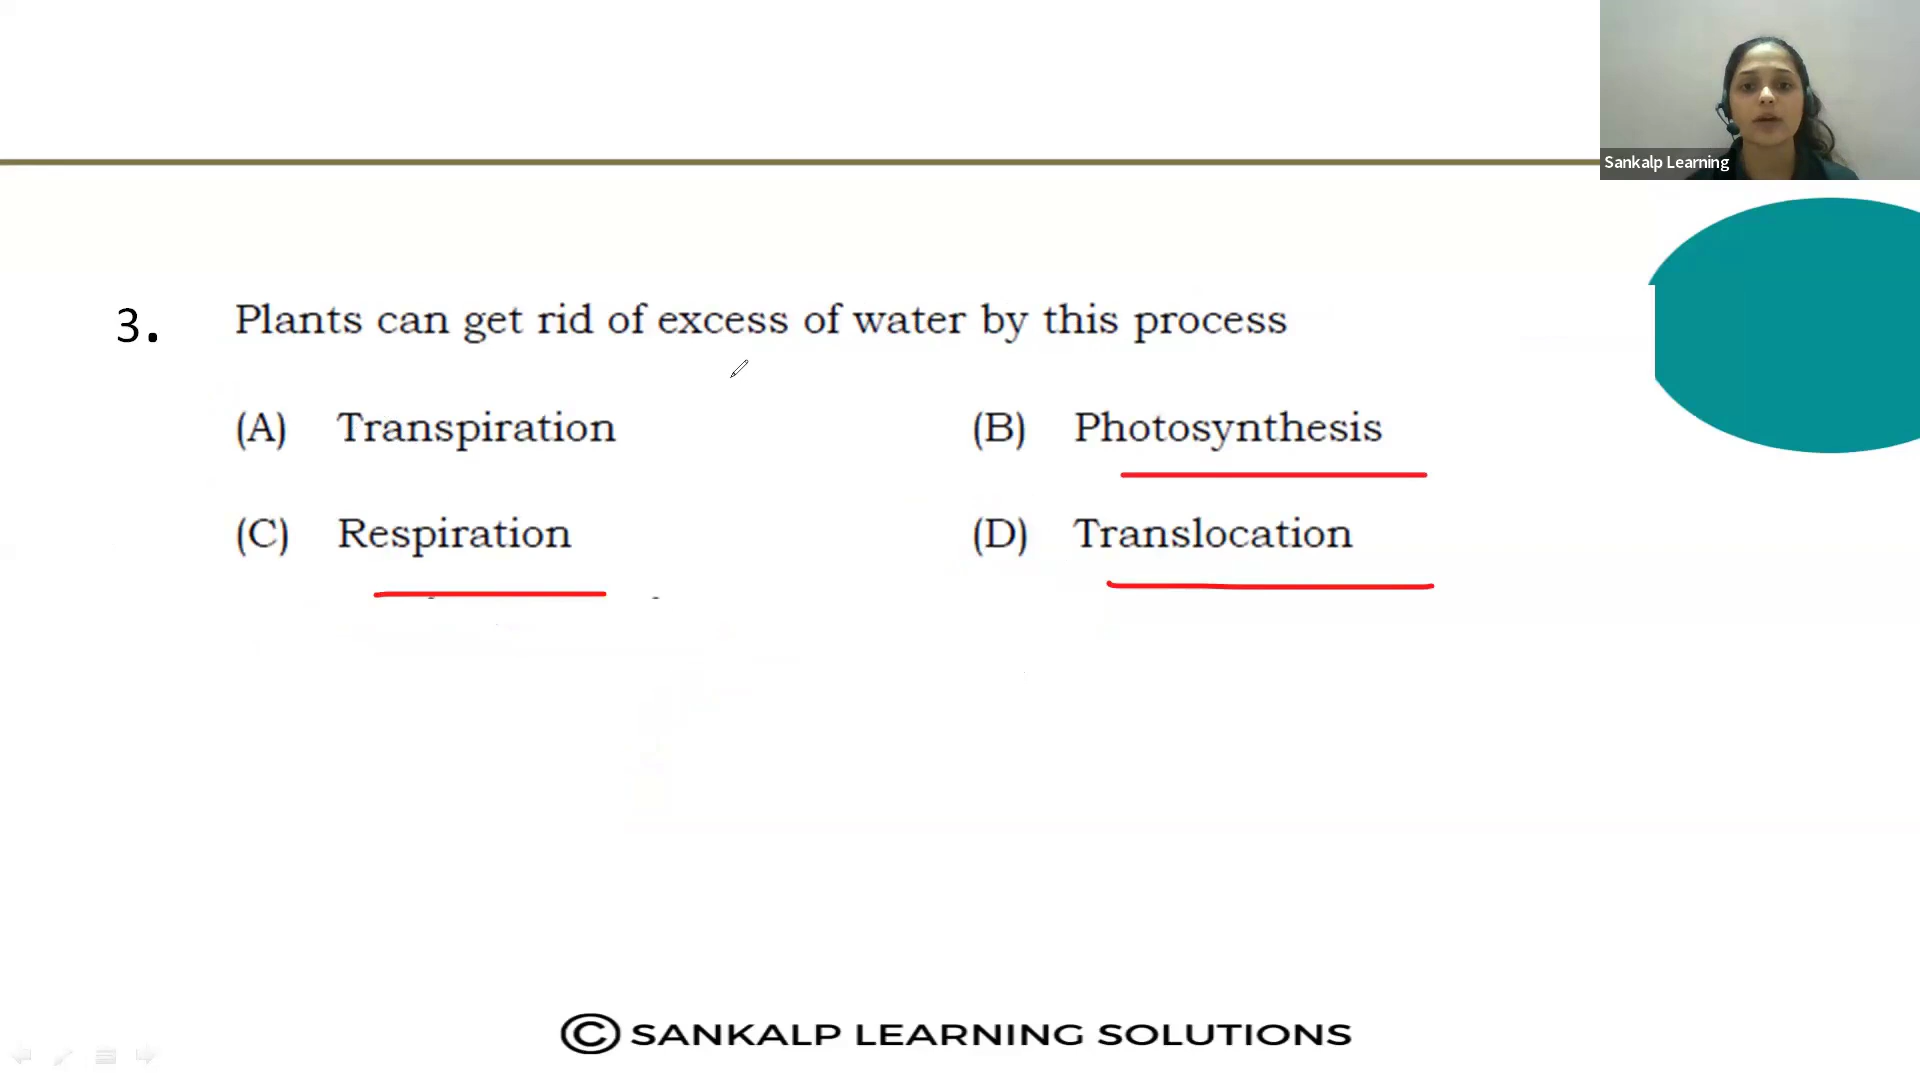 Sankalp Learning
3. Plants can get rid of excess of water by this process
(A) Transpiration (B) Photosynthesis
(C) Respiration (D) Translocation
© SANKALP LEARNING SOLUTIONS